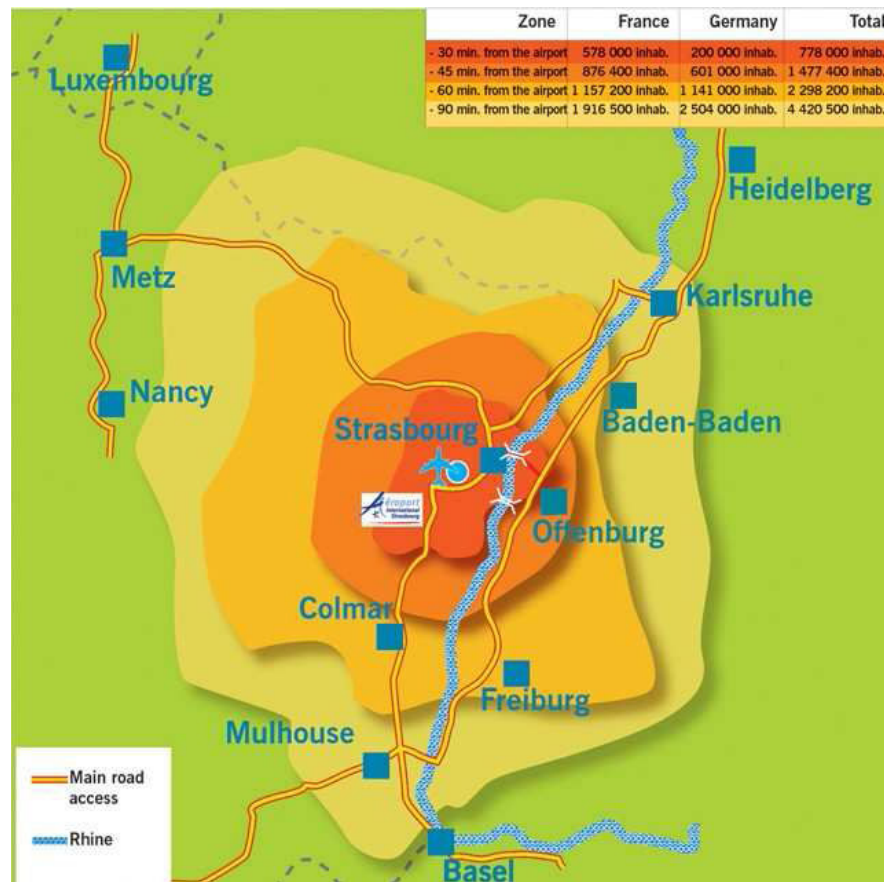 Zone France Germany Total
- 30 min. from the airport 578 000 inhab. 200 000 inhab. 778 000 inhab.
- 45 min. from the airport 876 400 inhab. 601 000 inhab. 1 477 400 inhab.
- 60 min. from the airport 1 157 200 inhab. 1 141 000 inhab. 2 298 200 inhab.
- 90 min. from the airport 1 916 500 inhab. 2 504 000 inhab. 4 420 500 inhab.
Luxembourg
Heidelberg
Metz
Karlsruhe
Nancy
Baden-Baden
Strasbourg
Aéroport
International
Strasbourg
Offenburg
Colmar
Freiburg
Mulhouse
Main road
access
Rhine
Basel